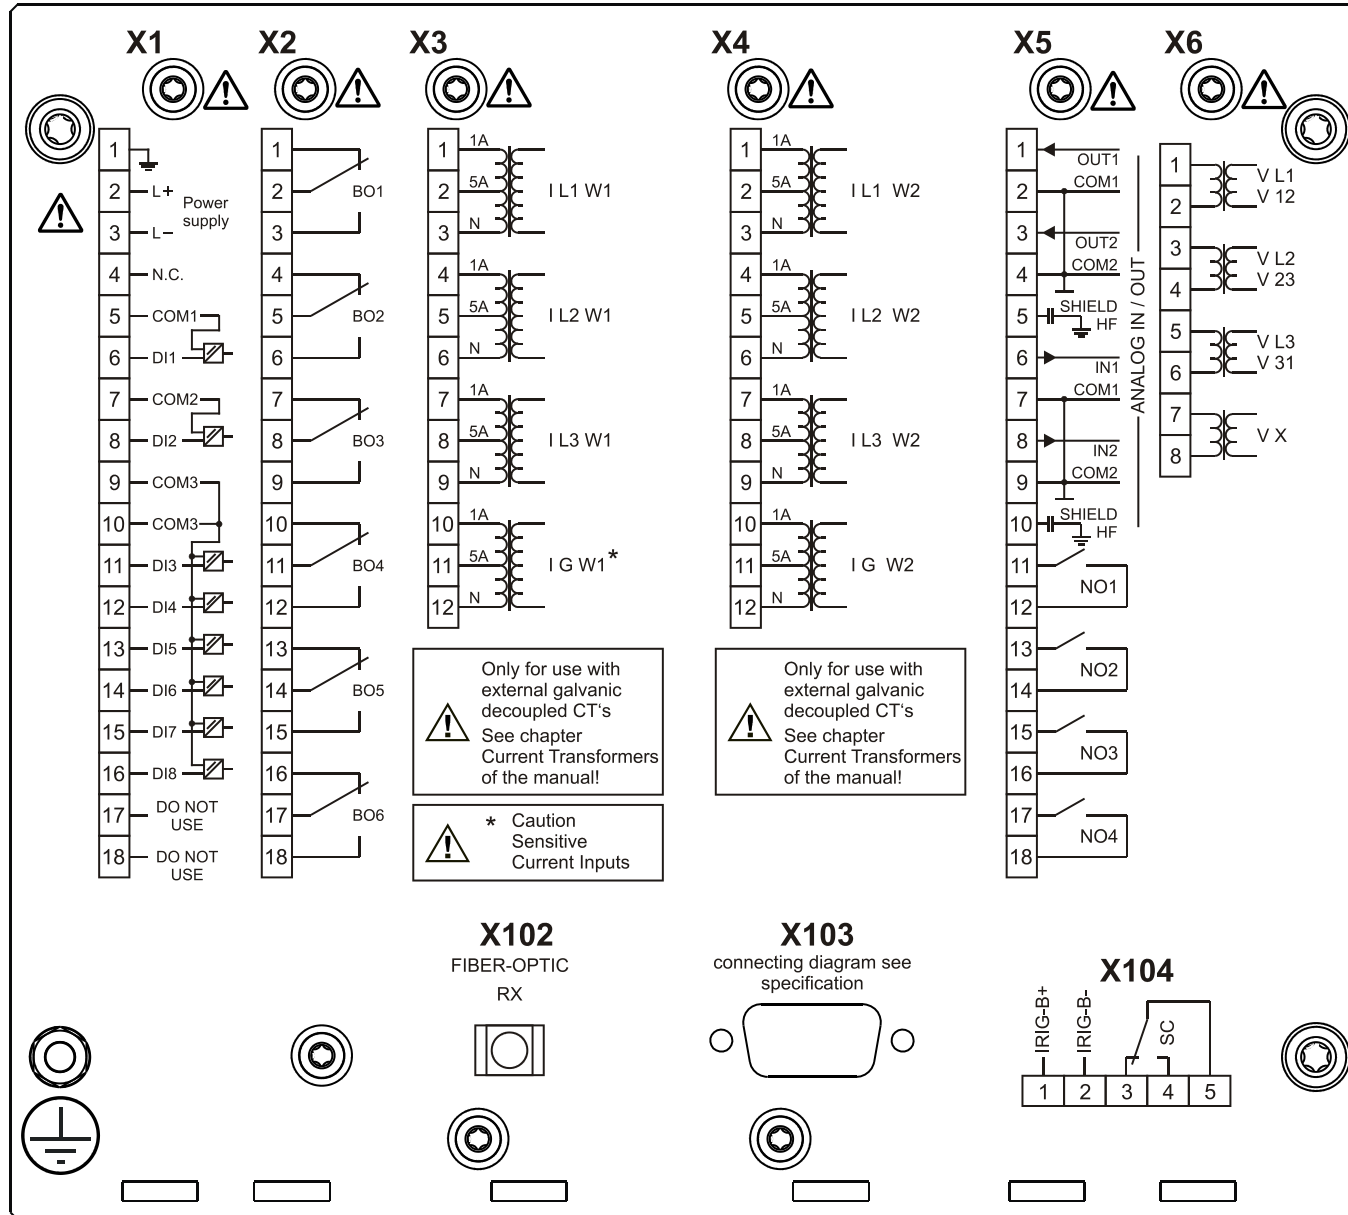 X1
X2
X3
X4
X5
X6
1
2 L+
Power
supply
3 L−
4 N.C.
5 COM1
6 DI1
7 COM2
8 DI2
9 COM3
10 COM3
11 DI3
12 DI4
13 DI5
14 DI6
15 DI7
16 DI8
17 DO NOT
USE
18 DO NOT
USE
1
2 BO1
3
4
5 BO2
6
7
8 BO3
9
10
11 BO4
12
13
14 BO5
15
16
17 BO6
18
1 1A
2 5A I L1 W1
3 N
4 1A
5 5A I L2 W1
6 N
7 1A
8 5A I L3 W1
9 N
10 1A
11 5A I G W1*
12 N
Only for use with
external galvanic
decoupled CT's
See chapter
Current Transformers
of the manual!
* Caution
Sensitive
Current Inputs
1 1A
2 5A I L1 W2
3 N
4 1A
5 5A I L2 W2
6 N
7 1A
8 5A I L3 W2
9 N
10 1A
11 5A I G W2
12 N
Only for use with
external galvanic
decoupled CT's
See chapter
Current Transformers
of the manual!
1 OUT1
2 COM1
3 OUT2
4 COM2
5 SHIELD
HF
6 IN1
7 COM1
8 IN2
9 COM2
10 SHIELD
HF
ANALOG IN / OUT
11
NO1
12
13
NO2
14
15
NO3
16
17
NO4
18
1 V L1
2 V 12
3 V L2
4 V 23
5 V L3
6 V 31
7
V X
8
X102
FIBER-OPTIC
RX
X103
connecting diagram see
specification
X104
IRIG-B+
IRIG-B-
SC
1 2 3 4 5